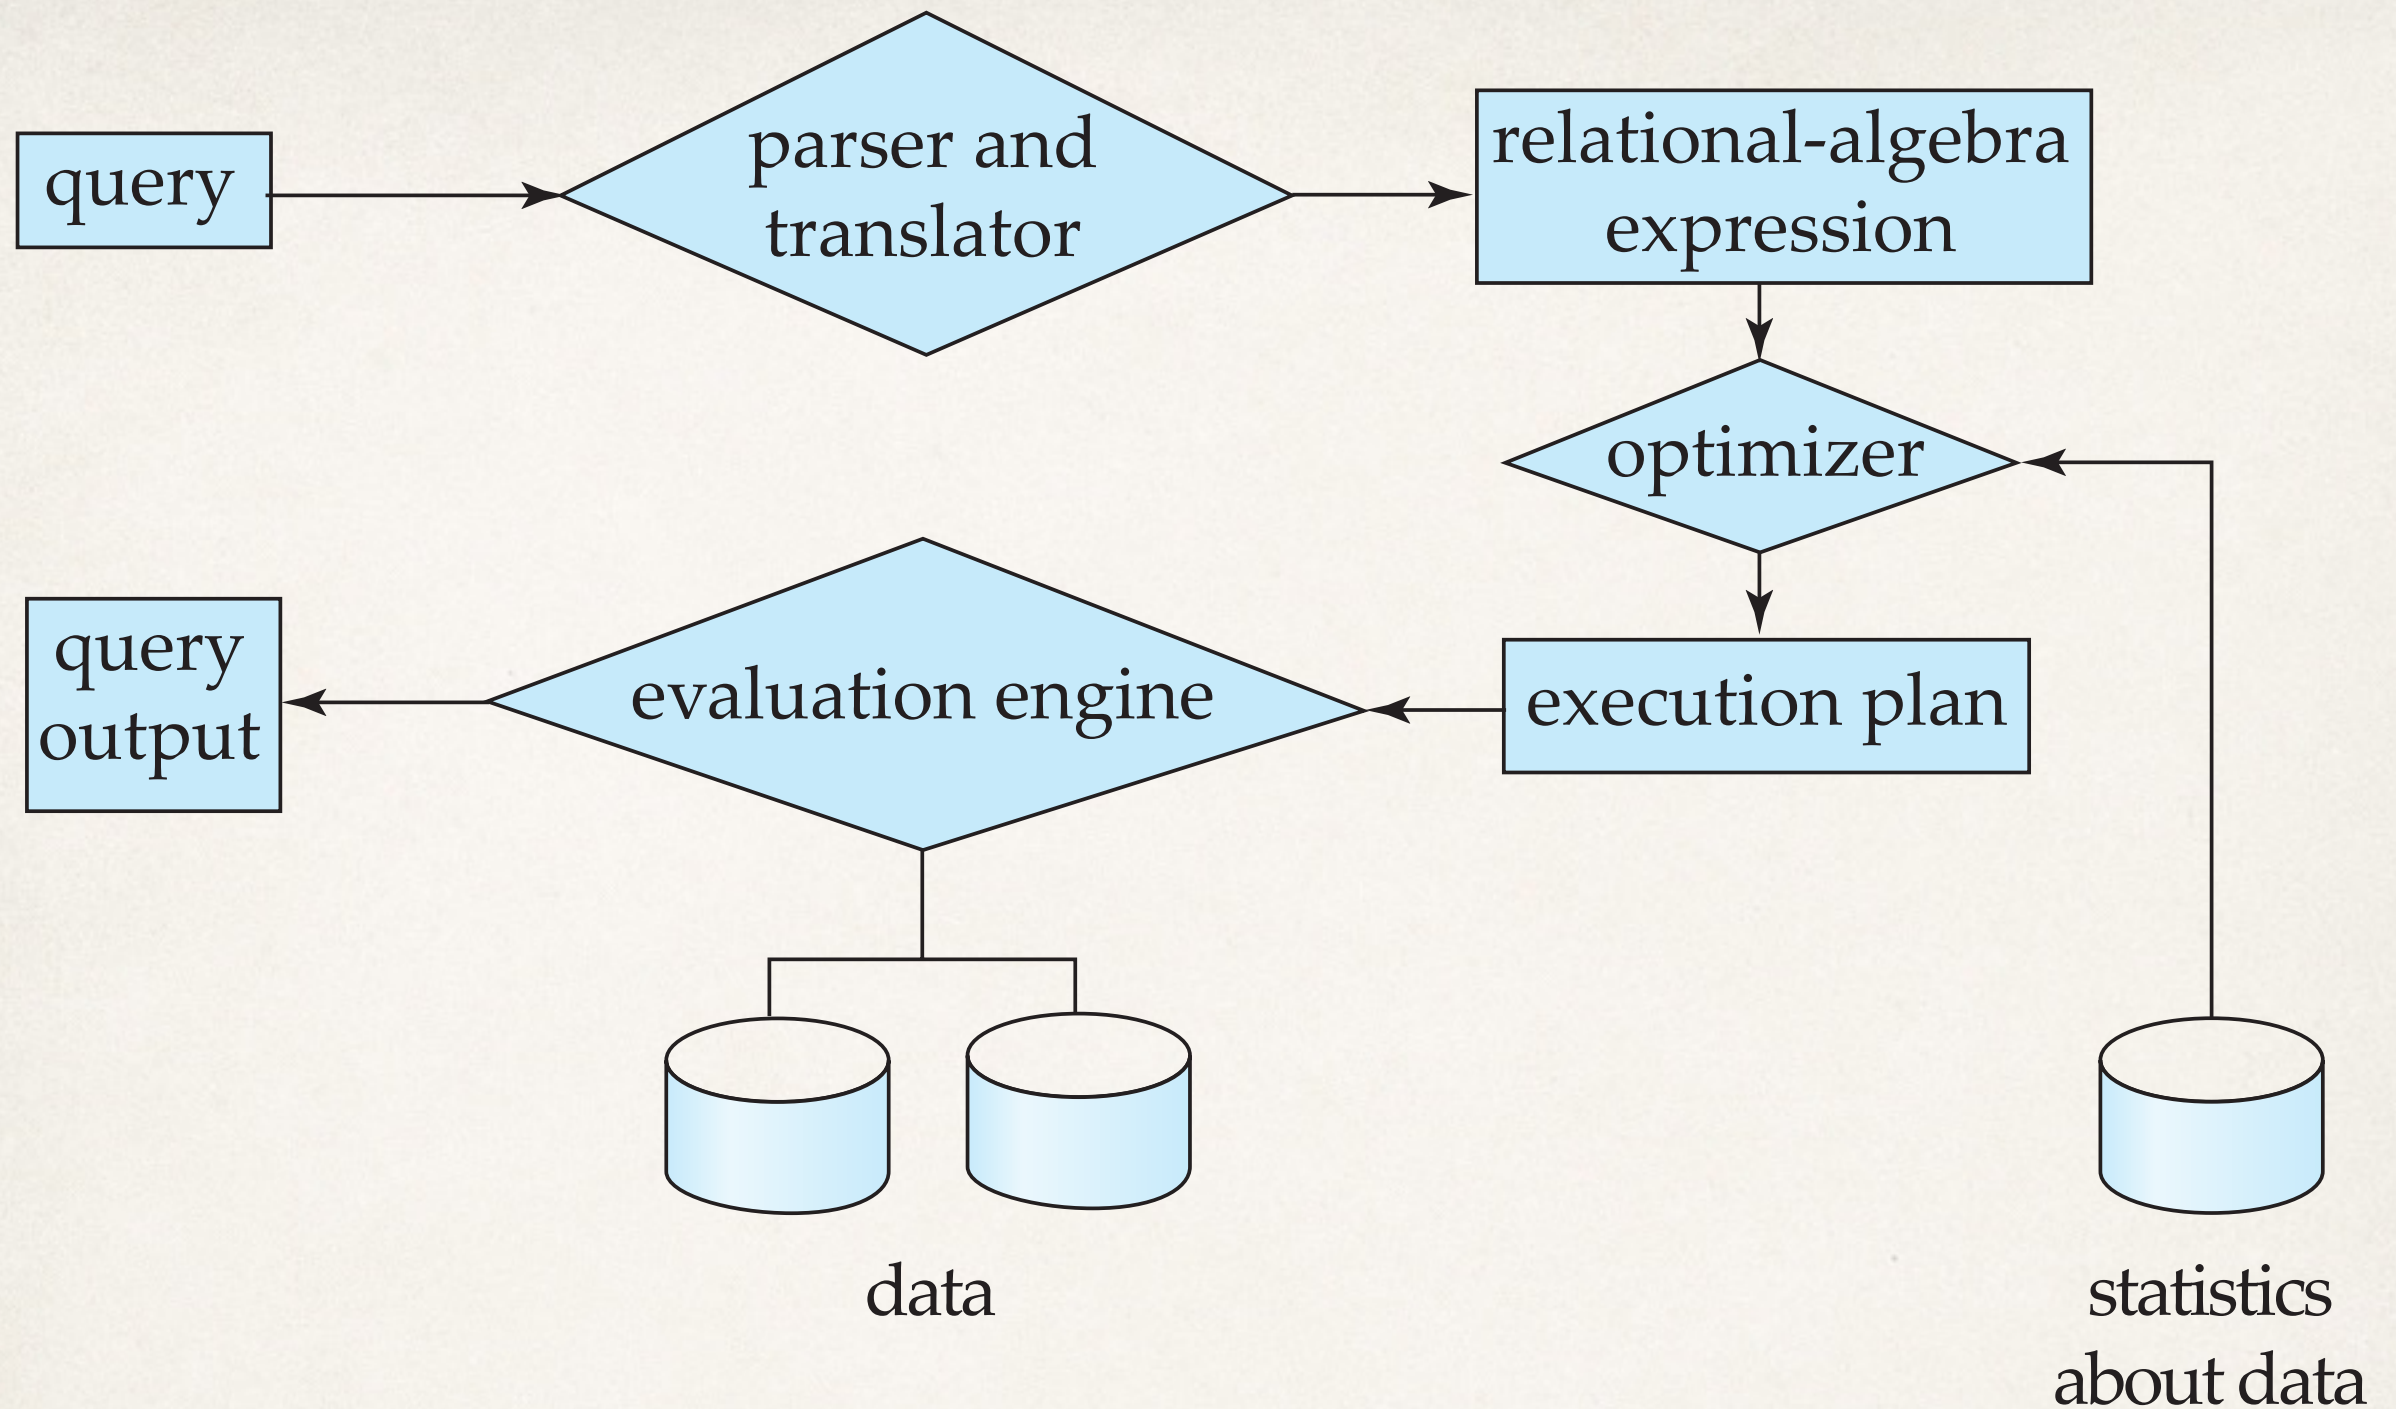 query
parser and
translator
relational-algebra
expression
optimizer
execution plan
evaluation engine
query
output
data
statistics
about data